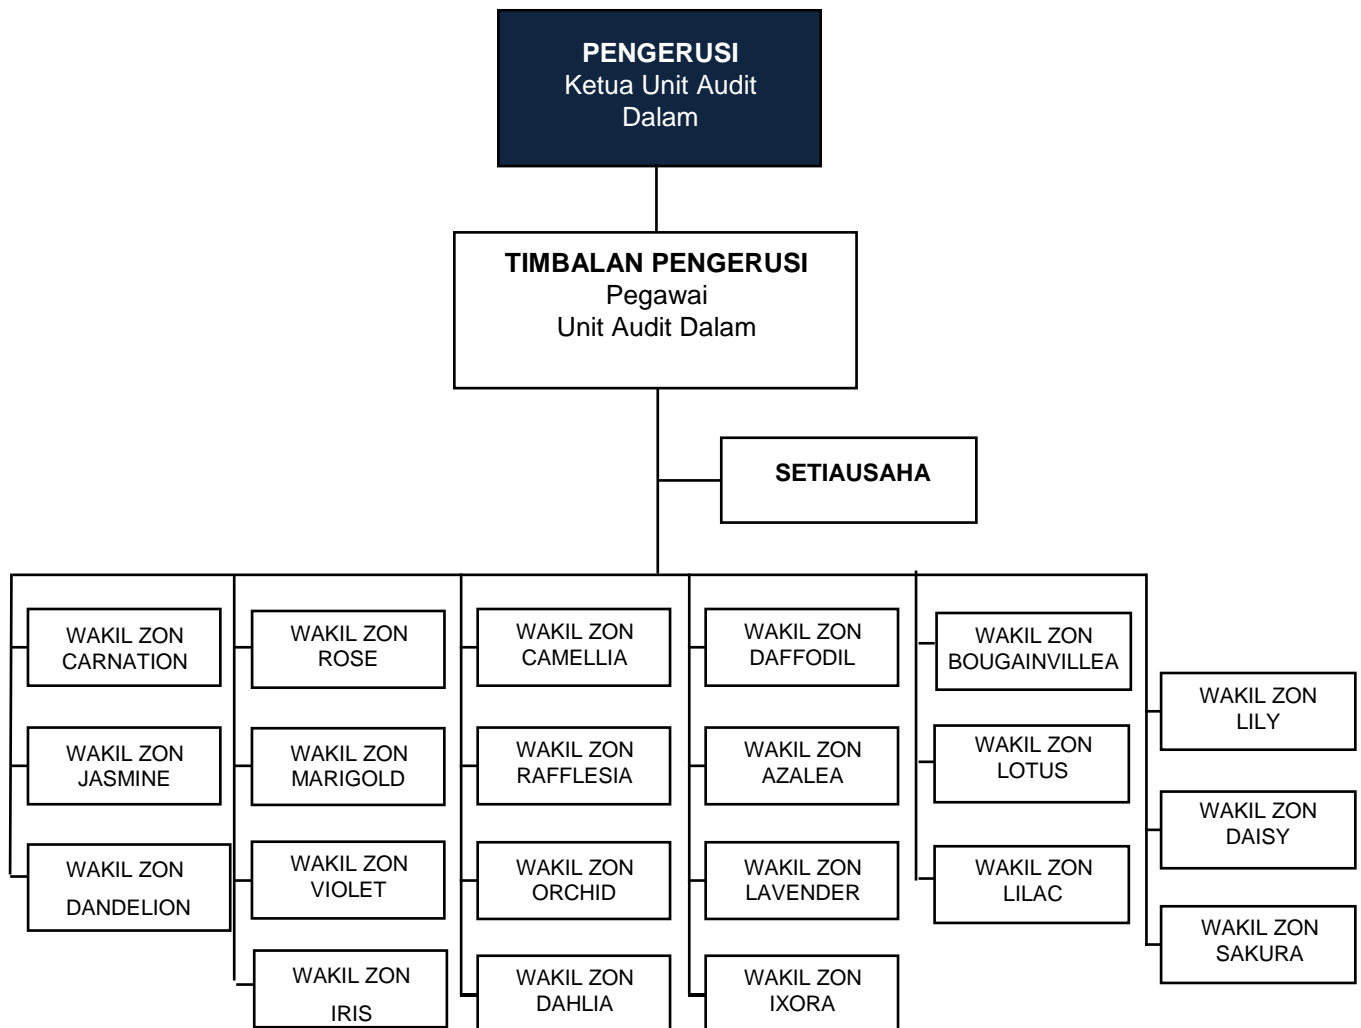 PENGERUSI
Ketua Unit Audit
Dalam
TIMBALAN PENGERUSI
Pegawai
Unit Audit Dalam
SETIAUSAHA
WAKIL ZON
CARNATION
WAKIL ZON
JASMINE
WAKIL ZON
DANDELION
WAKIL ZON
ROSE
WAKIL ZON
MARIGOLD
WAKIL ZON
VIOLET
WAKIL ZON
IRIS
WAKIL ZON
CAMELLIA
WAKIL ZON
RAFFLESIA
WAKIL ZON
ORCHID
WAKIL ZON
DAHLIA
WAKIL ZON
DAFFODIL
WAKIL ZON
AZALEA
WAKIL ZON
LAVENDER
WAKIL ZON
IXORA
WAKIL ZON
BOUGAINVILLEA
WAKIL ZON
LOTUS
WAKIL ZON
LILAC
WAKIL ZON
LILY
WAKIL ZON
DAISY
WAKIL ZON
SAKURA